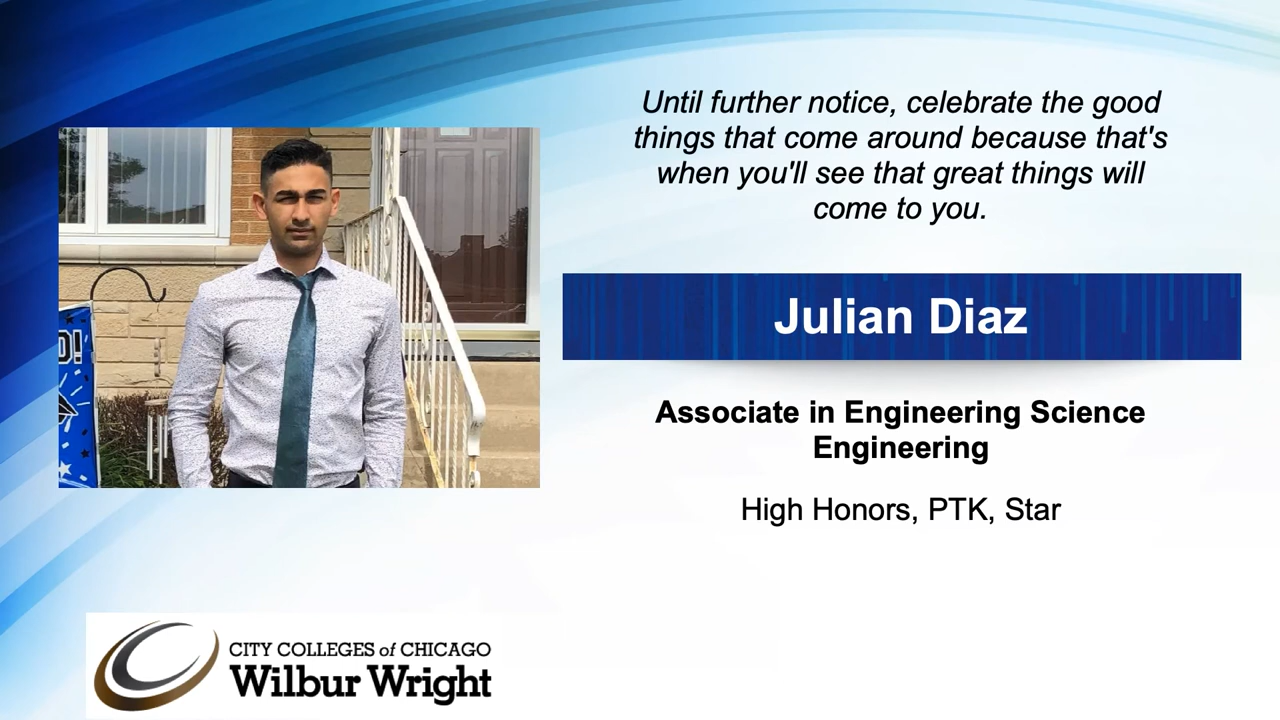 Until further notice, celebrate the good
things that come around because that's
when you'll see that great things will
come to you.
Julian Diaz
Associate in Engineering Science
Engineering
High Honors, PTK, Star
D!
CITY COLLEGES of CHICAGO
Wilbur Wright